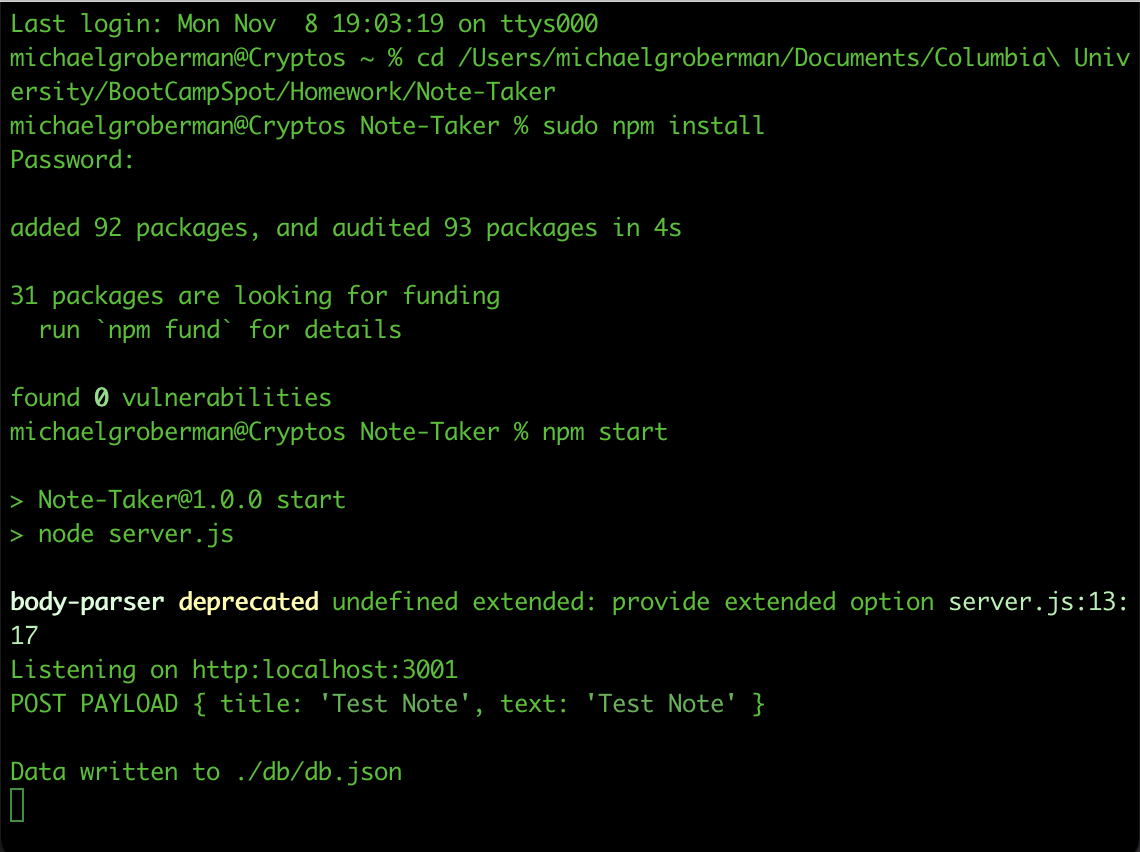 Last login: Mon Nov  8 19:03:19 on ttys000
michaelgroberman@Cryptos ~ % cd /Users/michaelgroberman/Documents/Columbia\ Univ
ersity/BootCampSpot/Homework/Note-Taker
michaelgroberman@Cryptos Note-Taker % sudo npm install
Password:
added 92 packages, and audited 93 packages in 4s
31 packages are looking for funding
  run `npm fund` for details
found 0 vulnerabilities
michaelgroberman@Cryptos Note-Taker % npm start
> Note-Taker@1.0.0 start
> node server.js
body-parser deprecated undefined extended: provide extended option server.js:13:
17
Listening on http:localhost:3001
POST PAYLOAD { title: 'Test Note', text: 'Test Note' }
Data written to ./db/db.json